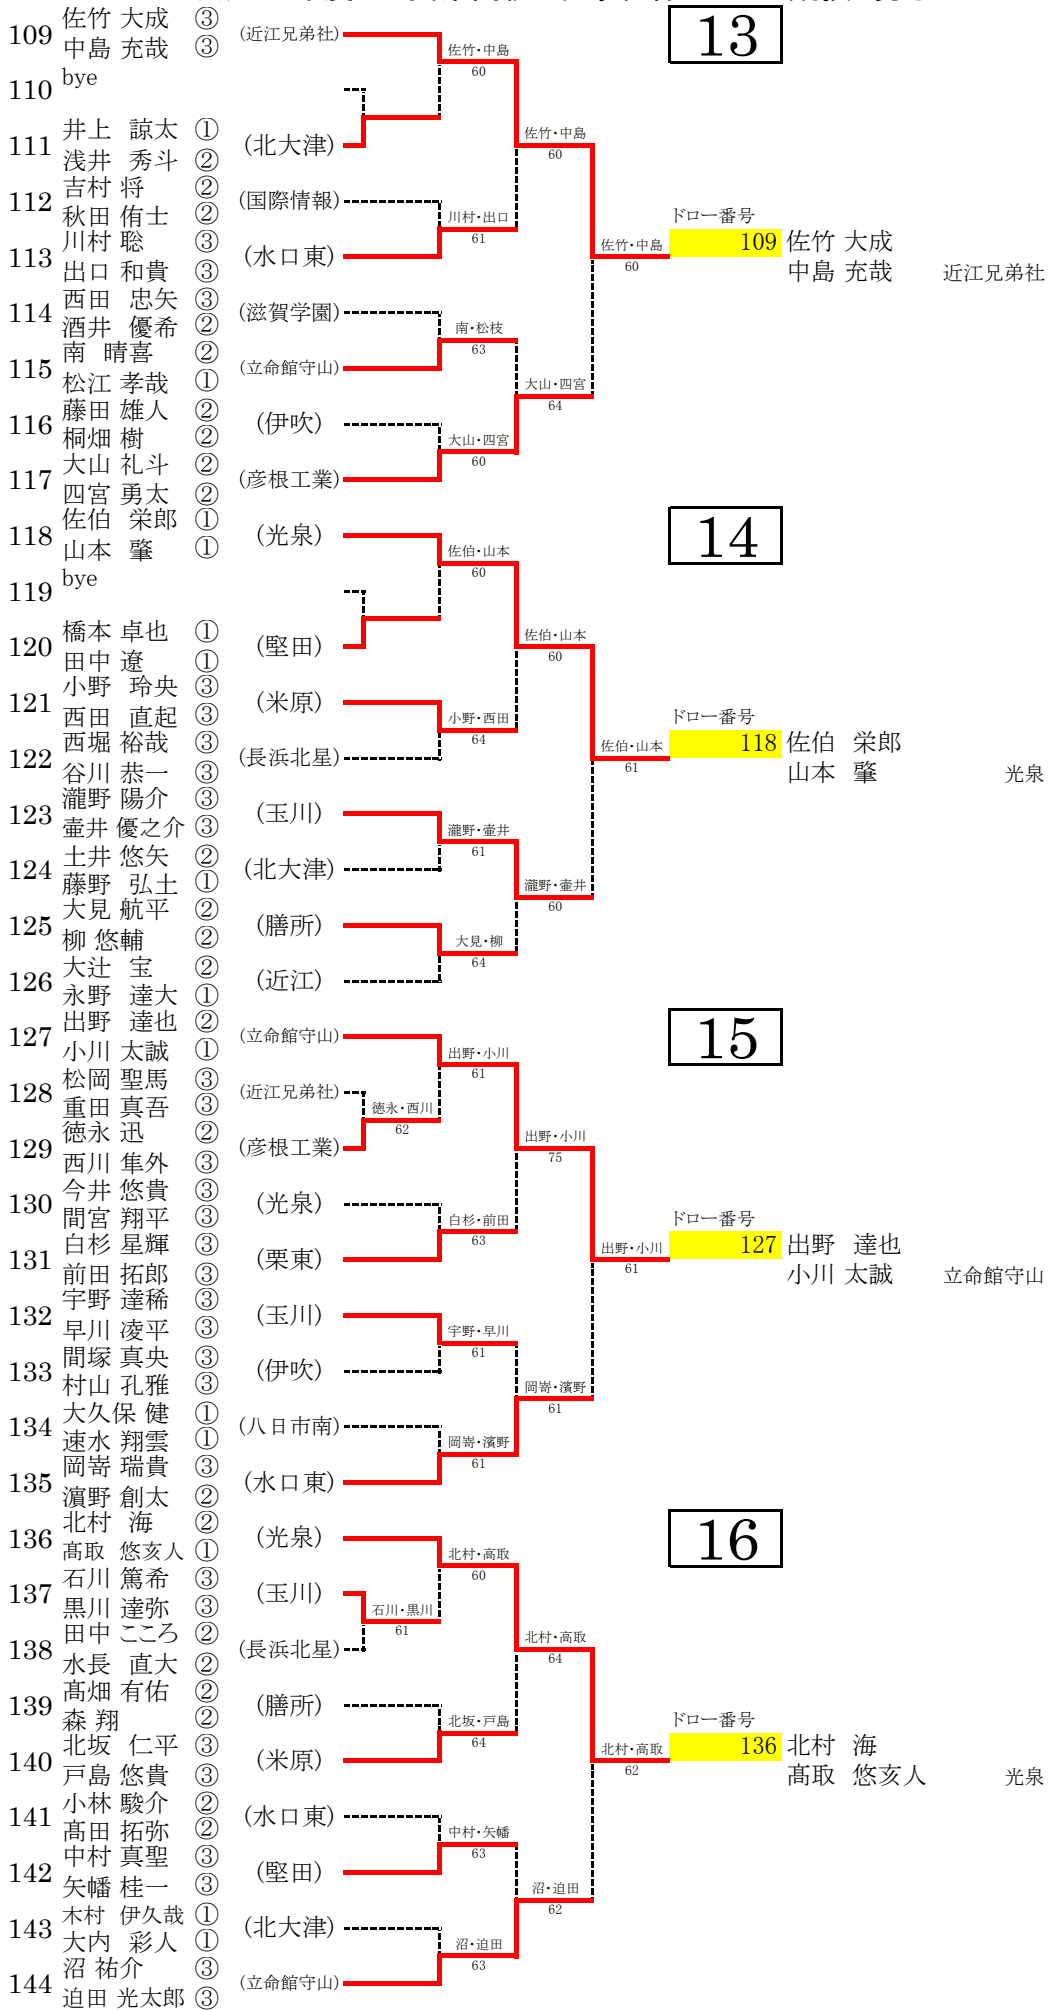 13
109 佐竹 大成 ③ (近江兄弟社)
中島 充哉 ③
佐竹・中島
60
110 bye
111 井上 諒太 ① (北大津)
浅井 秀斗 ②
佐竹・中島
60
112 吉村 将 ② (国際情報)
秋田 侑士 ②
川村・出口
61
113 川村 聡 ③ (水口東)
出口 和貴 ③
佐竹・中島
60
ドロー番号
109 佐竹 大成
中島 充哉 近江兄弟社
114 西田 忠矢 ③ (滋賀学園)
酒井 優希 ②
南・松枝
63
115 南 晴喜 ② (立命館守山)
松江 孝哉 ①
大山・四宮
64
116 藤田 雄人 ② (伊吹)
桐畑 樹 ②
大山・四宮
60
117 大山 礼斗 ② (彦根工業)
四宮 勇太 ②
14
118 佐伯 栄郎 ① (光泉)
山本 肇 ①
佐伯・山本
60
119 bye
120 橋本 卓也 ① (堅田)
田中 遼 ①
佐伯・山本
60
121 小野 玲央 ③ (米原)
西田 直起 ③
小野・西田
64
122 西堀 裕哉 ③ (長浜北星)
谷川 恭一 ③
佐伯・山本
61
ドロー番号
118 佐伯 栄郎
山本 肇 光泉
123 瀧野 陽介 ③ (玉川)
壷井 優之介 ③
瀧野・壷井
61
124 土井 悠矢 ② (北大津)
藤野 弘土 ①
瀧野・壷井
60
125 大見 航平 ② (膳所)
柳 悠輔 ②
大見・柳
64
126 大辻 宝 ② (近江)
永野 達大 ①
15
127 出野 達也 ② (立命館守山)
小川 太誠 ①
出野・小川
61
128 松岡 聖馬 ③ (近江兄弟社)
重田 真吾 ③
徳永・西川
62
129 徳永 迅 ② (彦根工業)
西川 隼外 ③
出野・小川
75
130 今井 悠貴 ③ (光泉)
間宮 翔平 ③
白杉・前田
63
131 白杉 星輝 ③ (栗東)
前田 拓郎 ③
出野・小川
61
ドロー番号
127 出野 達也
小川 太誠 立命館守山
132 宇野 達稀 ③ (玉川)
早川 凌平 ③
宇野・早川
61
133 間塚 真央 ③ (伊吹)
村山 孔雅 ③
岡嵜・濱野
61
134 大久保 健 ① (八日市南)
速水 翔雲 ①
岡嵜・濱野
61
135 岡嵜 瑞貴 ③ (水口東)
濵野 創太 ②
16
136 北村 海 ② (光泉)
髙取 悠亥人 ①
北村・高取
60
137 石川 篤希 ③ (玉川)
黒川 達弥 ③
石川・黒川
61
138 田中 こころ ② (長浜北星)
水長 直大 ②
北村・高取
64
139 髙畑 有佑 ② (膳所)
森 翔 ②
北坂・戸島
64
140 北坂 仁平 ③ (米原)
戸島 悠貴 ③
北村・高取
62
ドロー番号
136 北村 海
髙取 悠亥人 光泉
141 小林 駿介 ② (水口東)
髙田 拓弥 ②
中村・矢幡
63
142 中村 真聖 ③ (堅田)
矢幡 桂一 ③
沼・迫田
62
143 木村 伊久哉 ① (北大津)
大内 彩人 ①
沼・迫田
63
144 沼 祐介 ③ (立命館守山)
迫田 光太郎 ③